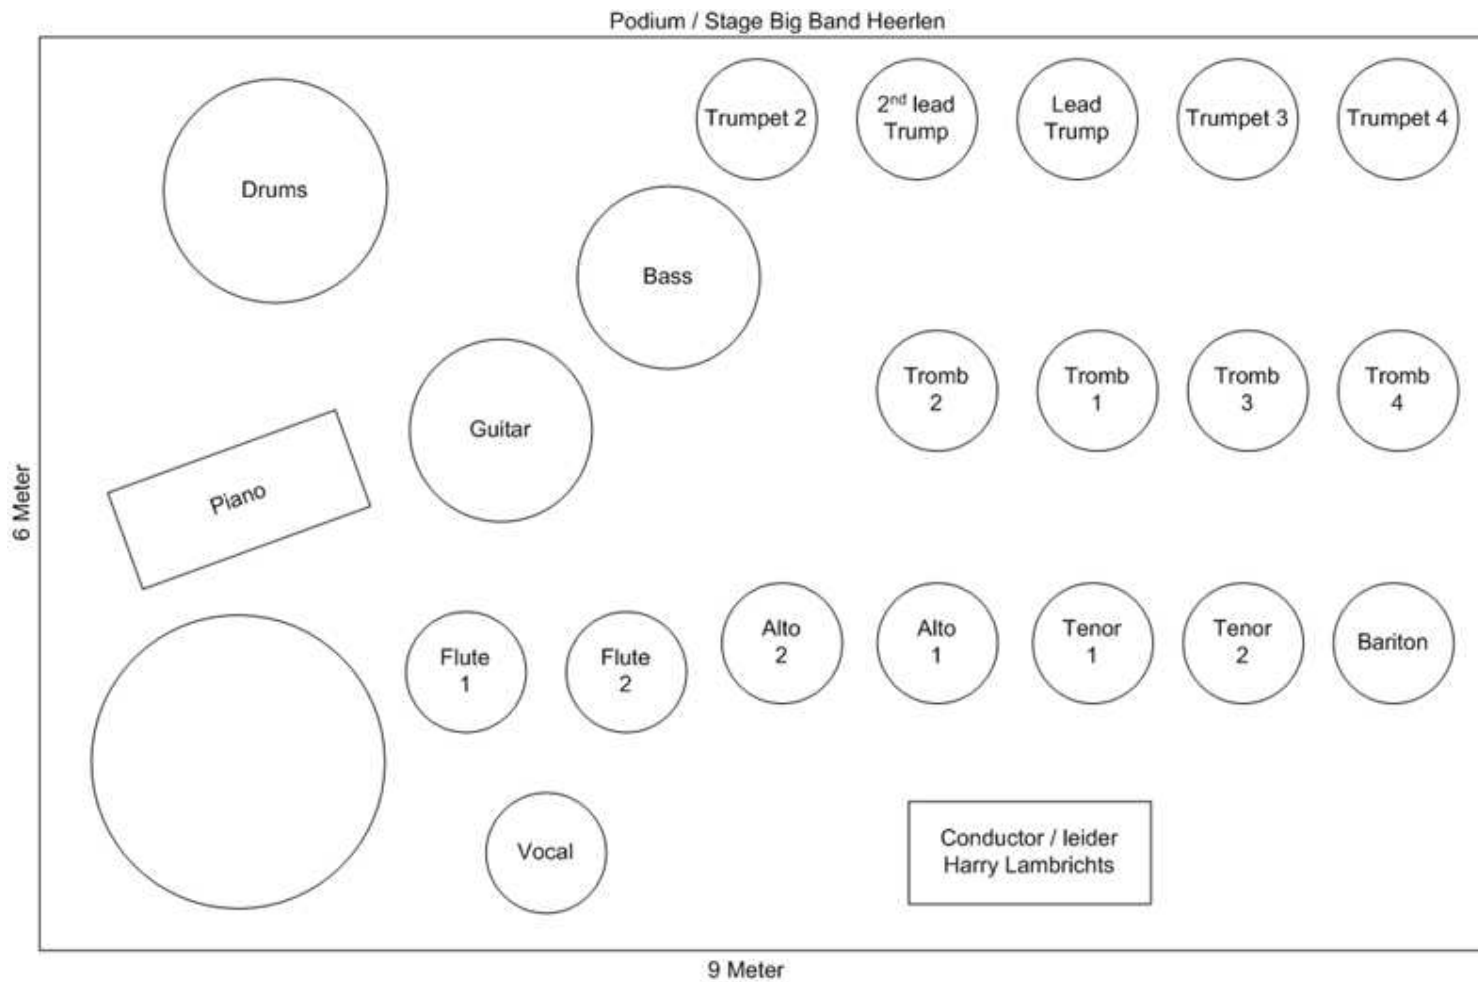 Podium / Stage Big Band Heerlen
Trumpet 2
2nd lead
Trump
Lead
Trump
Trumpet 3
Trumpet 4
Drums
Bass
Tromb
2
Tromb
1
Tromb
3
Tromb
4
Guitar
Piano
6 Meter
Flute
1
Flute
2
Alto
2
Alto
1
Tenor
1
Tenor
2
Bariton
Vocal
Conductor / leider
Harry Lambrichts
9 Meter